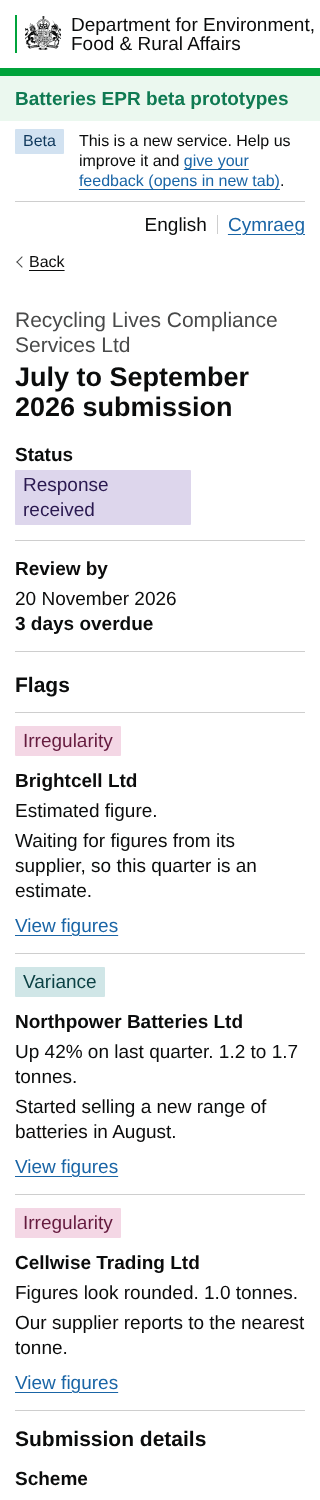 Department for Environment,
Food & Rural Affairs
Batteries EPR beta prototypes
Beta
This is a new service. Help us
improve it and give your
feedback (opens in new tab).
English
Cymraeg
Back
Recycling Lives Compliance
Services Ltd
July to September
2026 submission
Status
Response
received
Review by
20 November 2026
3 days overdue
Flags
Irregularity
Brightcell Ltd
Estimated figure.
Waiting for figures from its
supplier, so this quarter is an
estimate.
View figures
Variance
Northpower Batteries Ltd
Up 42% on last quarter. 1.2 to 1.7
tonnes.
Started selling a new range of
batteries in August.
View figures
Irregularity
Cellwise Trading Ltd
Figures look rounded. 1.0 tonnes.
Our supplier reports to the nearest
tonne.
View figures
Submission details
Scheme